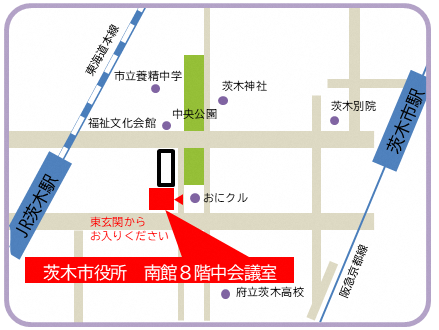 東海道本線
市立養精中学
茨木神社
中央公園
福祉文化会館
茨木別院
茨木市駅
JR茨木駅
おにクル
東玄関から
お入りください
茨木市役所 南館8階中会議室
阪急京都線
府立茨木高校